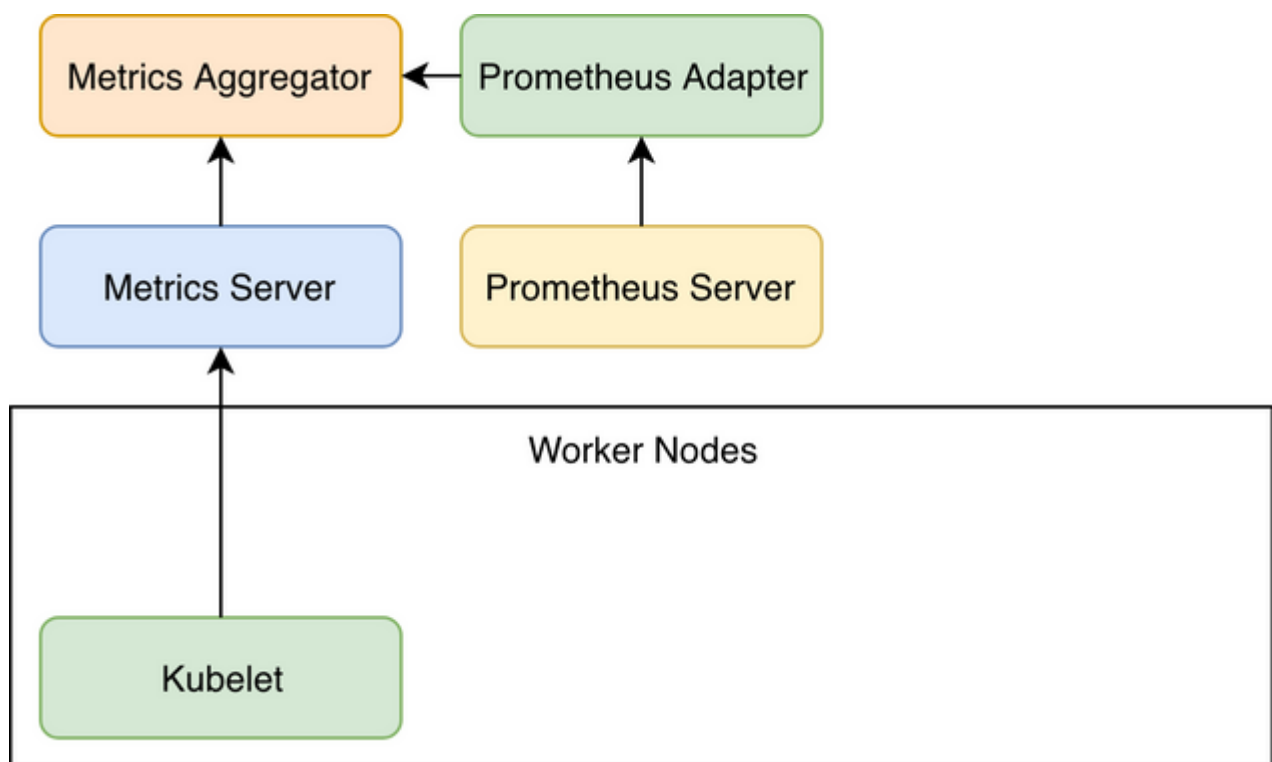 Metrics Aggregator
Prometheus Adapter
Metrics Server
Prometheus Server
Worker Nodes
Kubelet